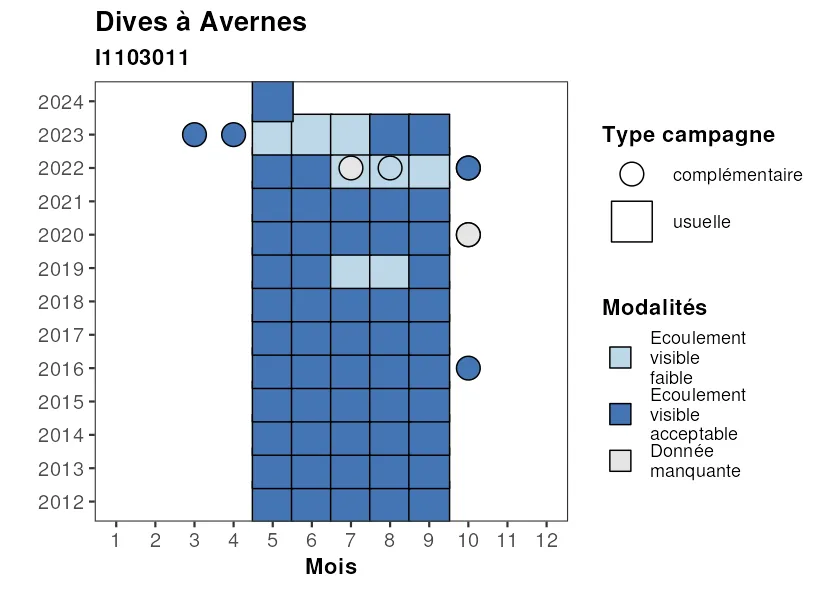 Dives à Avernes
I1103011
2024
2023
2022
2021
2020
2019
2018
2017
2016
2015
2014
2013
2012
1 2 3 4 5 6 7 8 9 10 11 12
Mois
Type campagne
complémentaire
usuelle
Modalités
Ecoulement
visible
faible
Ecoulement
visible
acceptable
Donnée
manquante